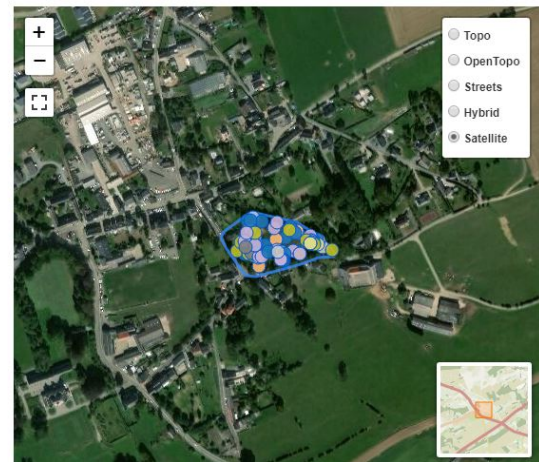 +
−
Topo
OpenTopo
Streets
Hybrid
Satellite